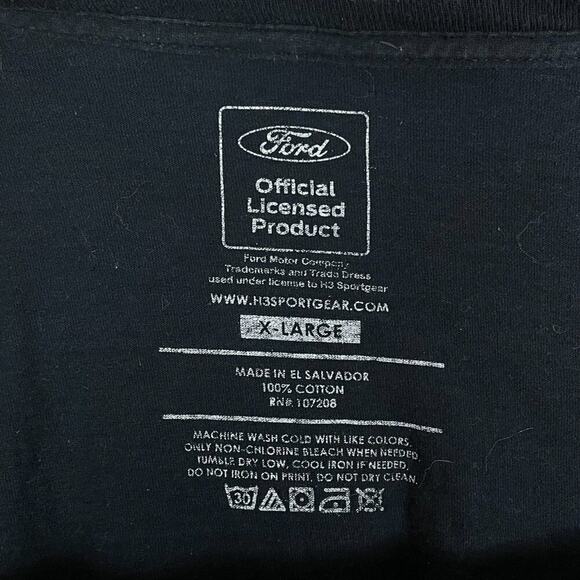 Ford
Official
Licensed
Product
Ford Motor Company
Trademarks and Trade Dress
used under license to H3 Sportgear
WWW.H3SPORTGEAR.COM
X-LARGE
MADE IN EL SALVADOR
100% COTTON
RN# 107208
MACHINE WASH COLD WITH LIKE COLORS,
ONLY NON-CHLORINE BLEACH WHEN NEEDED,
TUMBLE DRY LOW, COOL IRON IF NEEDED,
DO NOT IRON ON PRINT. DO NOT DRY CLEAN.
30